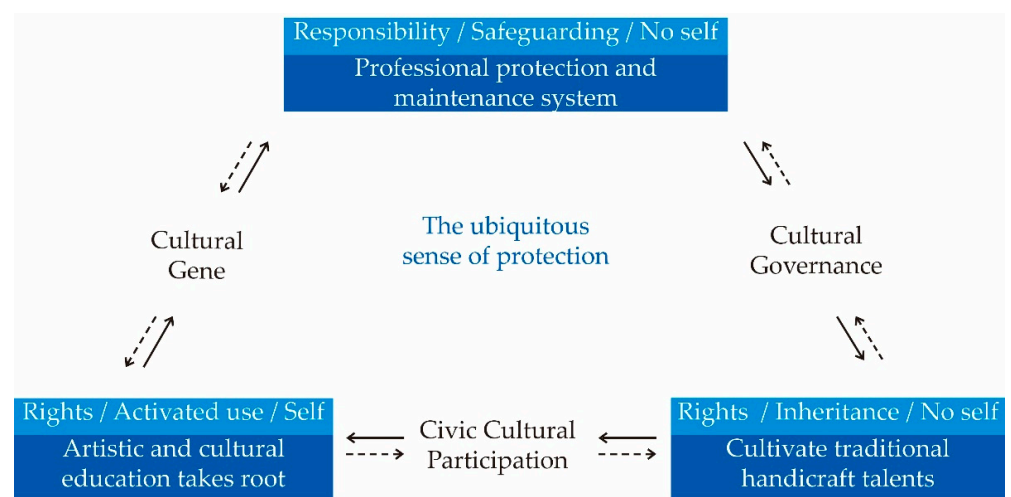 Responsibility / Safeguarding / No self
Professional protection and
maintenance system
The ubiquitous
sense of protection
Cultural
Gene
Cultural
Governance
Rights / Activated use / Self
Artistic and cultural
education takes root
Civic Cultural
Participation
Rights / Inheritance / No self
Cultivate traditional
handicraft talents